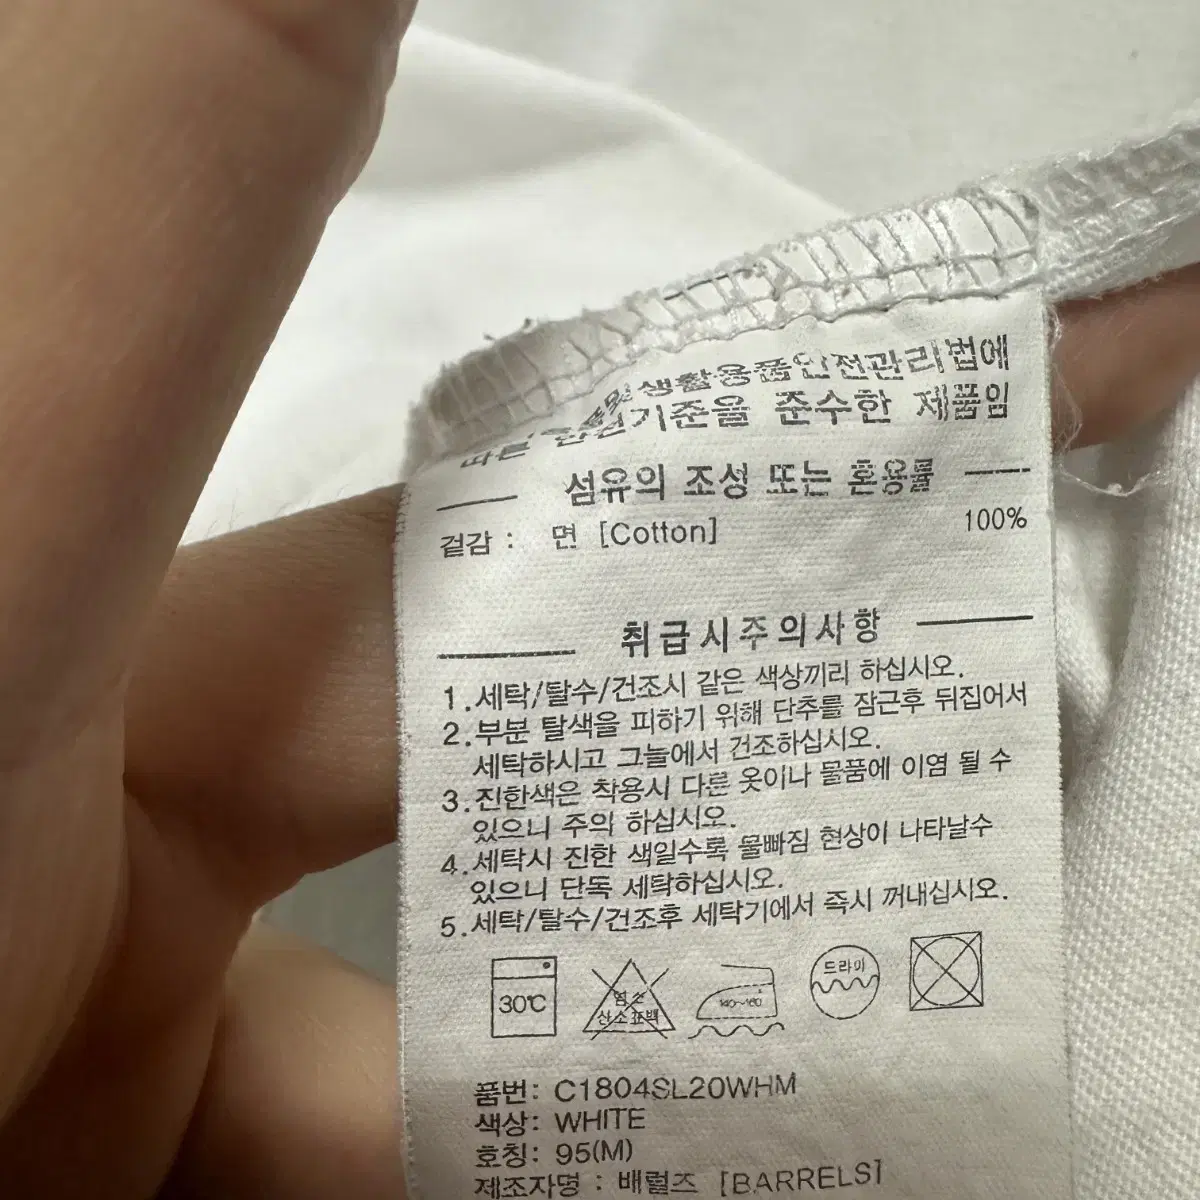 생활용품안전관리법에
기준을 준수한 제품임
섬유의 조성 또는 혼용률
겉감 : 면 [Cotton] 100%
취급시주의사항
1.세탁/탈수/건조시 같은 색상끼리 하십시오.
2.부분 탈색을 피하기 위해 단추를 잠근후 뒤집어서
세탁하시고 그늘에서 건조하십시오.
3.진한색은 착용시 다른 옷이나 물품에 이염 될 수
있으니 주의 하십시오.
4.세탁시 진한 색일수록 물빠짐 현상이 나타날수
있으니 단독 세탁하십시오.
5.세탁/탈수/건조후 세탁기에서 즉시 꺼내십시오.
30℃
염소
산소표백
140~160
드라이
품번: C1804SL20WHM
색상: WHITE
호칭: 95(M)
제조자명 : 배럴즈 [BARRELS]